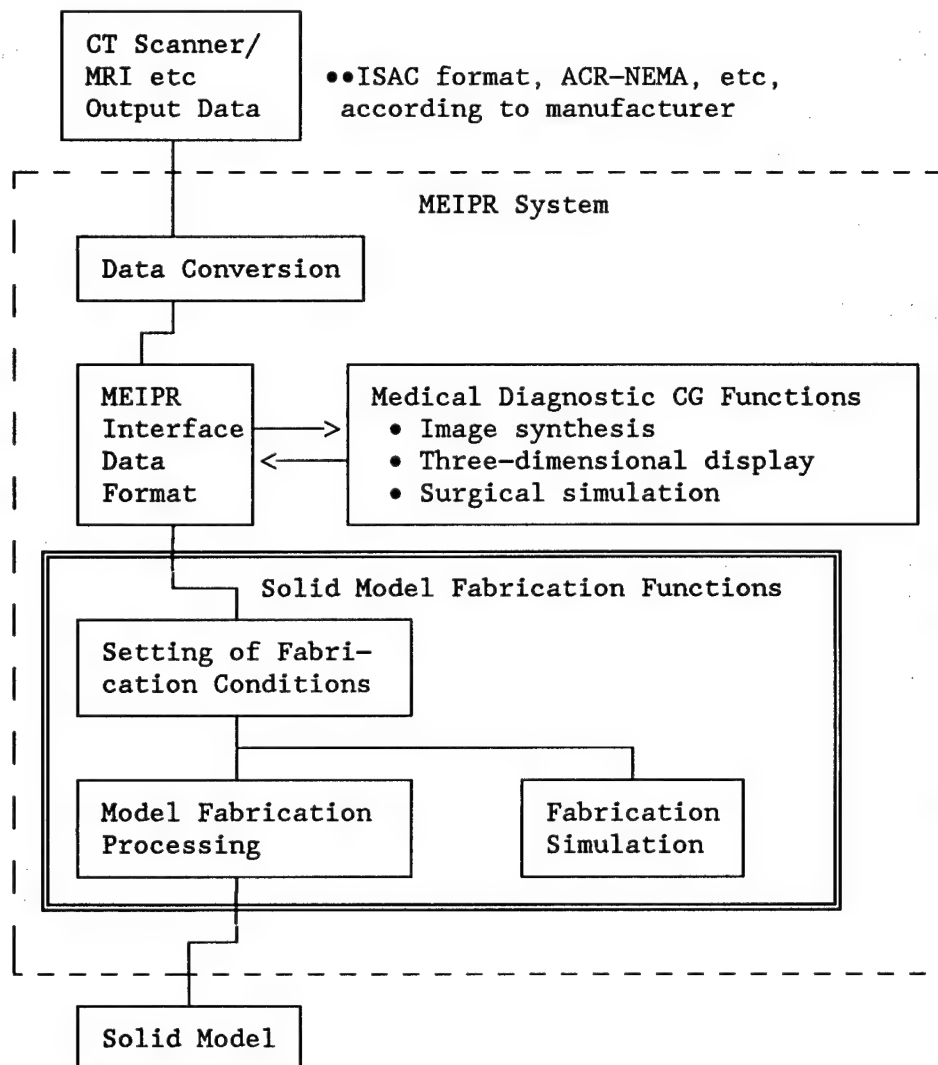 CT Scanner/
MRI etc
Output Data
••ISAC format, ACR-NEMA, etc,
according to manufacturer
MEIPR System
Data Conversion
MEIPR
Interface
Data
Format
Medical Diagnostic CG Functions
• Image synthesis
• Three-dimensional display
• Surgical simulation
Solid Model Fabrication Functions
Setting of Fabri-
cation Conditions
Model Fabrication
Processing
Fabrication
Simulation
Solid Model